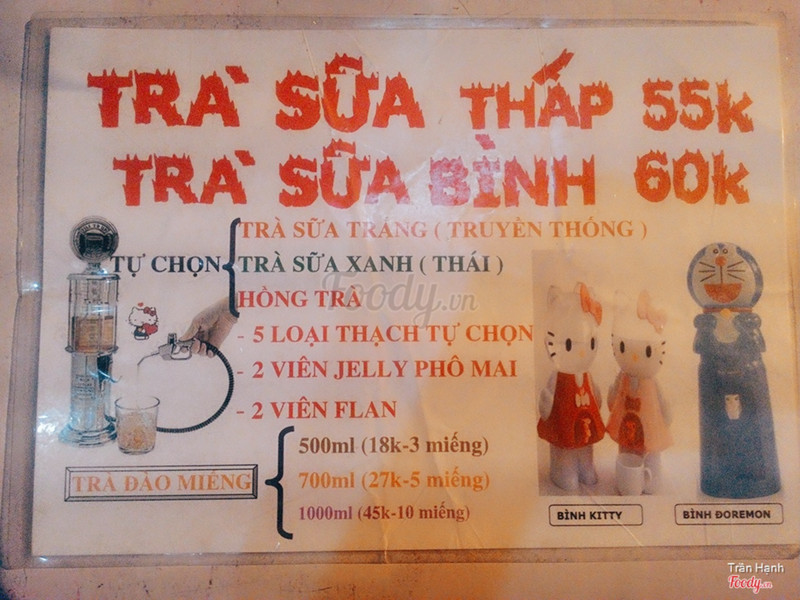 TRÀ SỮA THÁP 55K
TRÀ SỮA BÌNH 60K
TRÀ SỮA TRẮNG ( TRUYỀN THỐNG )
TỰ CHỌN
TRÀ SỮA XANH ( THÁI )
HỒNG TRÀ
Foody.vn
- 5 LOẠI THẠCH TỰ CHỌN
- 2 VIÊN JELLY PHÔ MAI
- 2 VIÊN FLAN
500ml (18k-3 miếng)
TRÀ ĐÀO MIẾNG
700ml (27k-5 miếng)
1000ml (45k-10 miếng)
BÌNH KITTY
BÌNH ĐOREMON
Trần Hạnh
Foody.vn